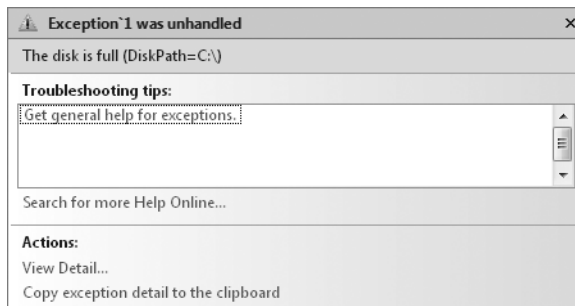 Exception`1 was unhandled
The disk is full (DiskPath=C:\)
Troubleshooting tips:
Get general help for exceptions.
Search for more Help Online...
Actions:
View Detail...
Copy exception detail to the clipboard